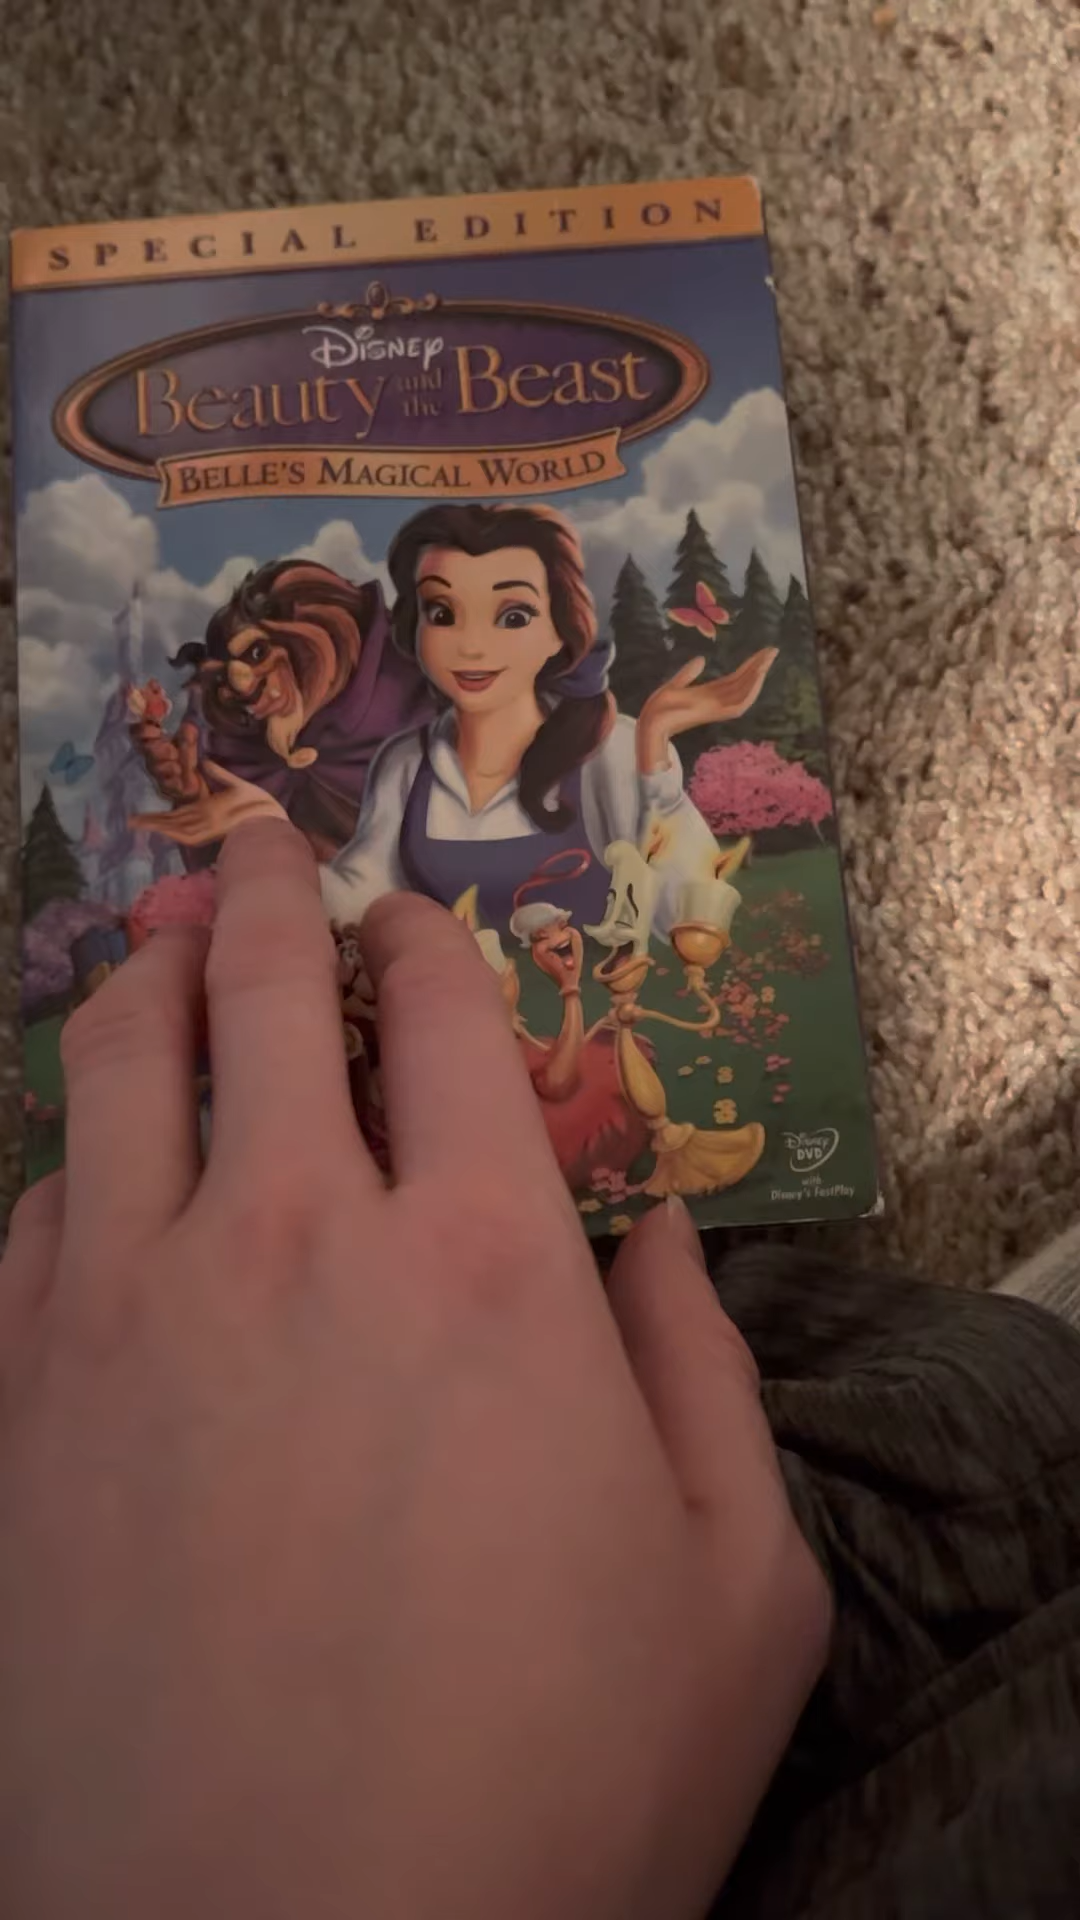 SPECIAL EDITION
Disney
Beauty and the Beast
BELLE'S MAGICAL WORLD
Disney
DVD
with
Disney's FastPlay